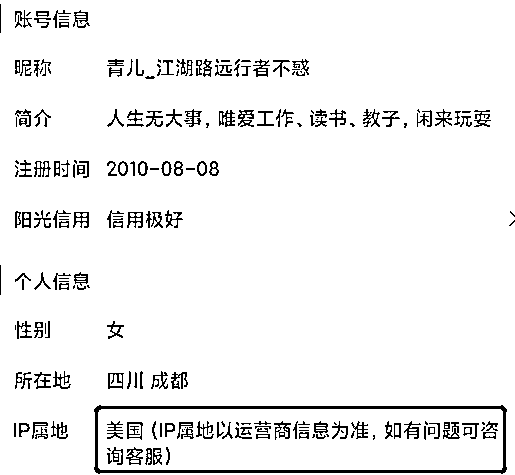 账号信息
昵称 青儿_江湖路远行者不惑
简介 人生无大事，唯爱工作、读书、教子，闲来玩耍
注册时间 2010-08-08
阳光信用 信用极好
个人信息
性别 女
所在地 四川 成都
IP属地 美国（IP属地以运营商信息为准，如有问题可咨
询客服）